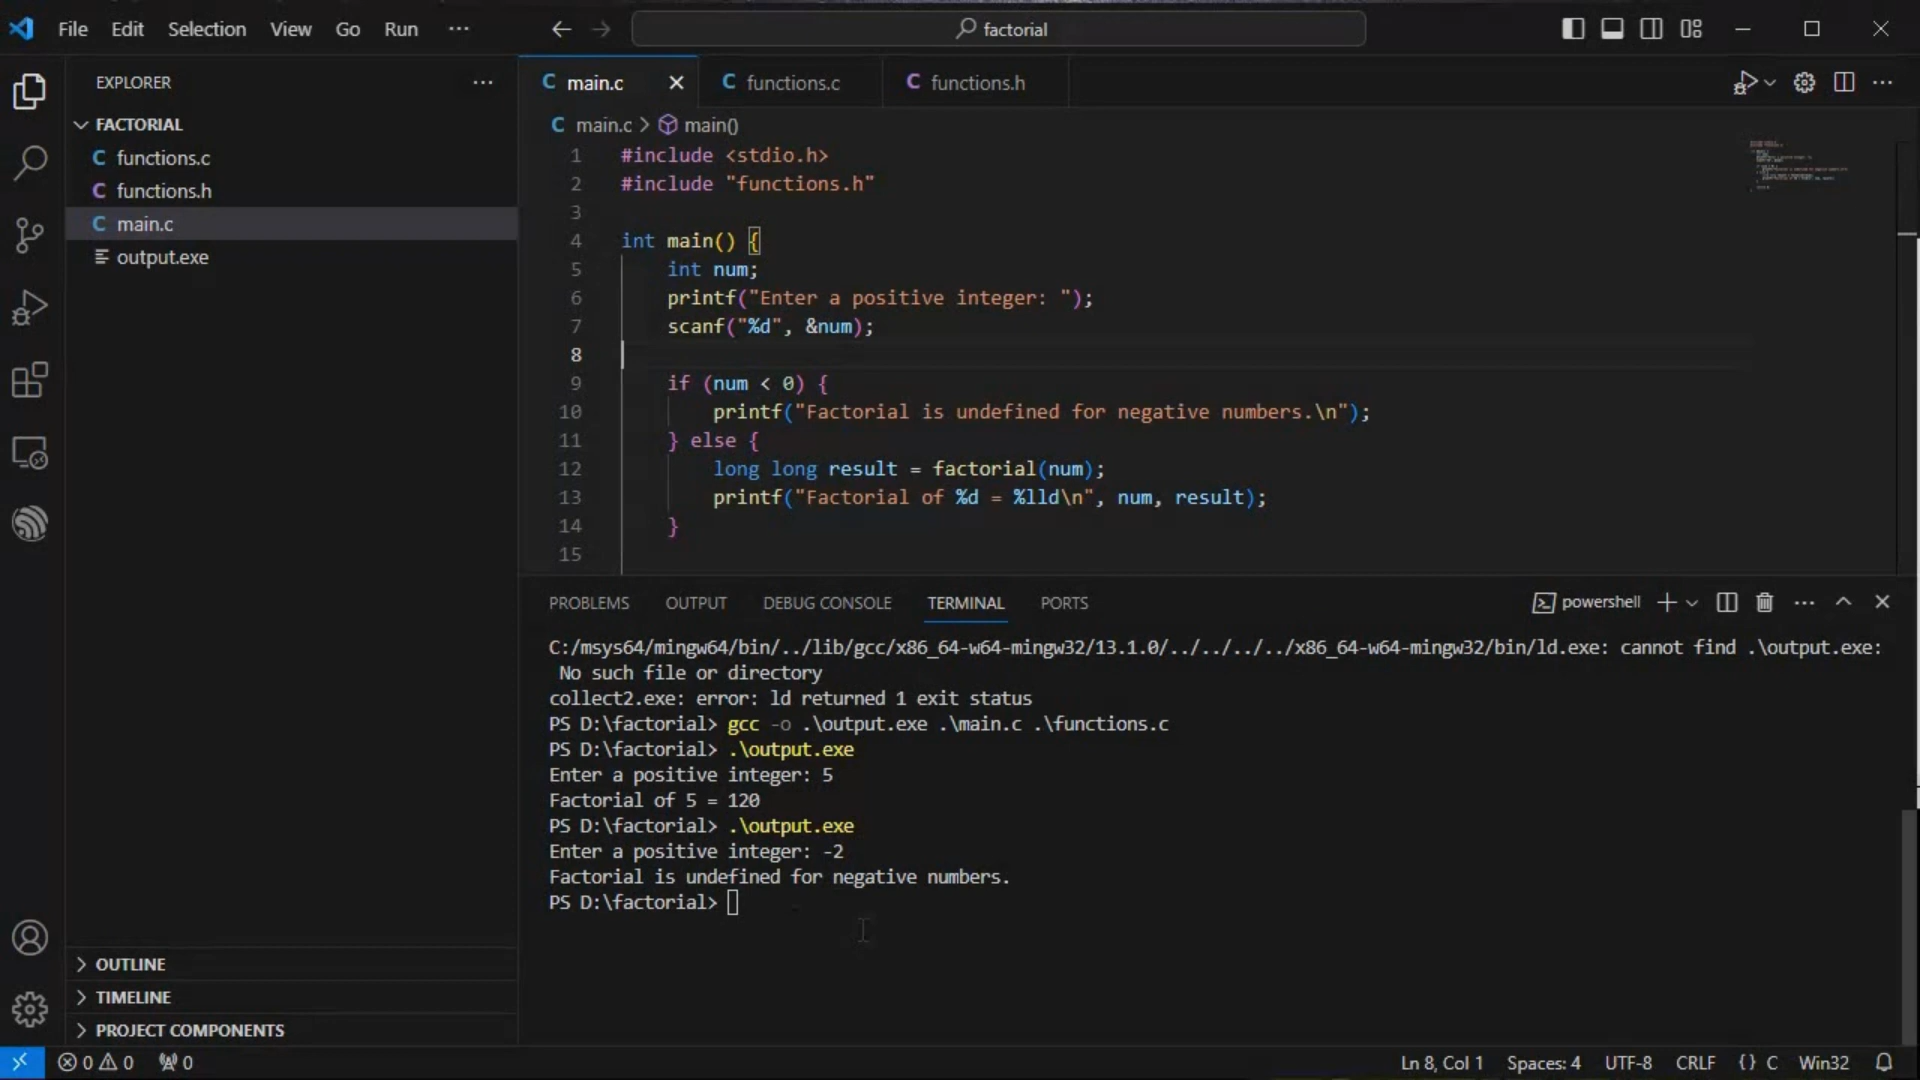 File Edit Selection View Go Run ··· factorial
EXPLORER ···
FACTORIAL
functions.c
functions.h
main.c
output.exe
OUTLINE
TIMELINE
PROJECT COMPONENTS
main.c functions.c functions.h
main.c > main()
1 #include <stdio.h>
2 #include "functions.h"
3
4 int main() {
5 int num;
6 printf("Enter a positive integer: ");
7 scanf("%d", &num);
8
9 if (num < 0) {
10 printf("Factorial is undefined for negative numbers.\n");
11 } else {
12 long long result = factorial(num);
13 printf("Factorial of %d = %lld\n", num, result);
14 }
15
PROBLEMS OUTPUT DEBUG CONSOLE TERMINAL PORTS powershell
C:/msys64/mingw64/bin/../lib/gcc/x86_64-w64-mingw32/13.1.0/../../../../x86_64-w64-mingw32/bin/ld.exe: cannot find .\output.exe:
No such file or directory
collect2.exe: error: ld returned 1 exit status
PS D:\factorial> gcc -o .\output.exe .\main.c .\functions.c
PS D:\factorial> .\output.exe
Enter a positive integer: 5
Factorial of 5 = 120
PS D:\factorial> .\output.exe
Enter a positive integer: -2
Factorial is undefined for negative numbers.
PS D:\factorial>
0 0 0 Ln 8, Col 1 Spaces: 4 UTF-8 CRLF {} C Win32